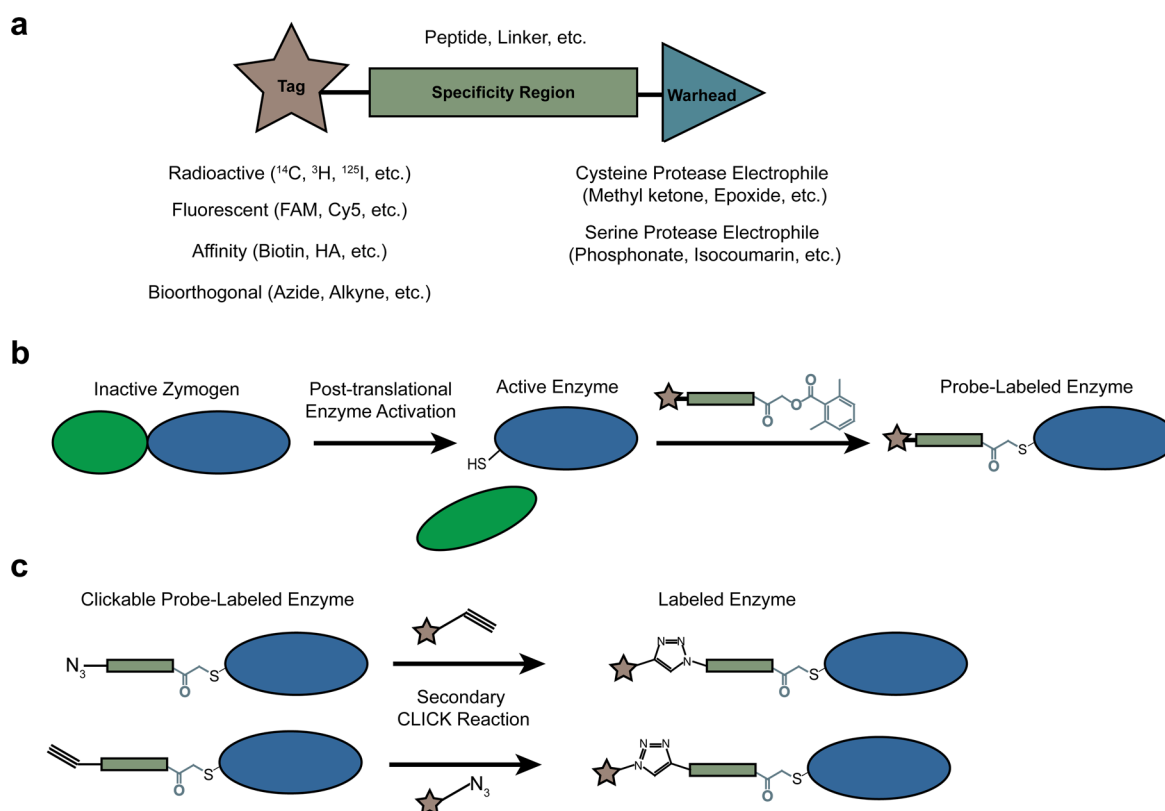 a
Peptide, Linker, etc.
Tag
Specificity Region
Warhead
Radioactive (¹⁴C, ³H, ¹²⁵I, etc.)
Fluorescent (FAM, Cy5, etc.)
Affinity (Biotin, HA, etc.)
Bioorthogonal (Azide, Alkyne, etc.)
Cysteine Protease Electrophile
(Methyl ketone, Epoxide, etc.)
Serine Protease Electrophile
(Phosphonate, Isocoumarin, etc.)
b
Inactive Zymogen
Post-translational
Enzyme Activation
Active Enzyme
HS
O
O
O
Probe-Labeled Enzyme
S
O
c
Clickable Probe-Labeled Enzyme
N₃
S
O
Secondary
CLICK Reaction
Labeled Enzyme
N
N
N
S
O
S
O
N₃
N
N
N
S
O